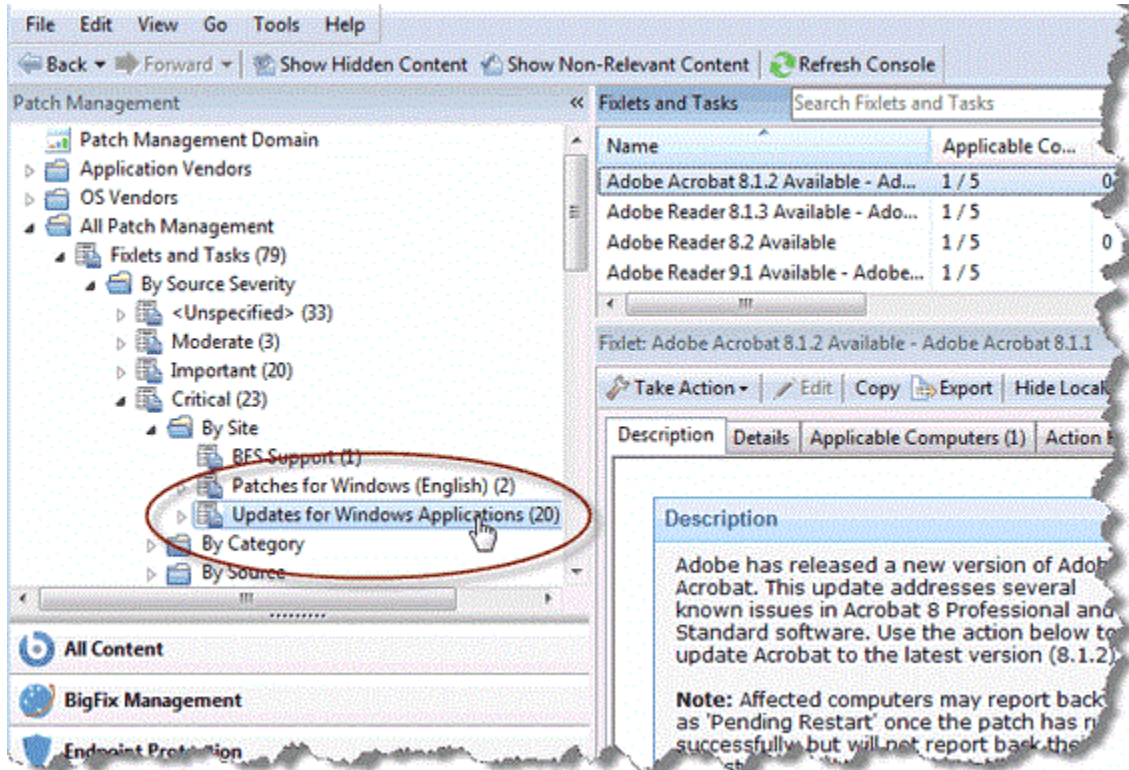 File Edit View Go Tools Help
Back Forward Show Hidden Content Show Non-Relevant Content Refresh Console
Patch Management
Patch Management Domain
Application Vendors
OS Vendors
All Patch Management
Fixlets and Tasks (79)
By Source Severity
<Unspecified> (33)
Moderate (3)
Important (20)
Critical (23)
By Site
BES Support (1)
Patches for Windows (English) (2)
Updates for Windows Applications (20)
By Category
By Source
All Content
BigFix Management
Endpoint Protection
Fixlets and Tasks Search Fixlets and Tasks
Name Applicable Co...
Adobe Acrobat 8.1.2 Available - Ad... 1 / 5 0
Adobe Reader 8.1.3 Available - Ado... 1 / 5
Adobe Reader 8.2 Available 1 / 5 0
Adobe Reader 9.1 Available - Adobe... 1 / 5
Fixlet: Adobe Acrobat 8.1.2 Available - Adobe Acrobat 8.1.1
Take Action Edit Copy Export Hide Local
Description Details Applicable Computers (1) Action
Description
Adobe has released a new version of Adob
Acrobat. This update addresses several
known issues in Acrobat 8 Professional and
Standard software. Use the action below to
update Acrobat to the latest version (8.1.2).
Note: Affected computers may report back
as 'Pending Restart' once the patch has
successfully but will not report back their